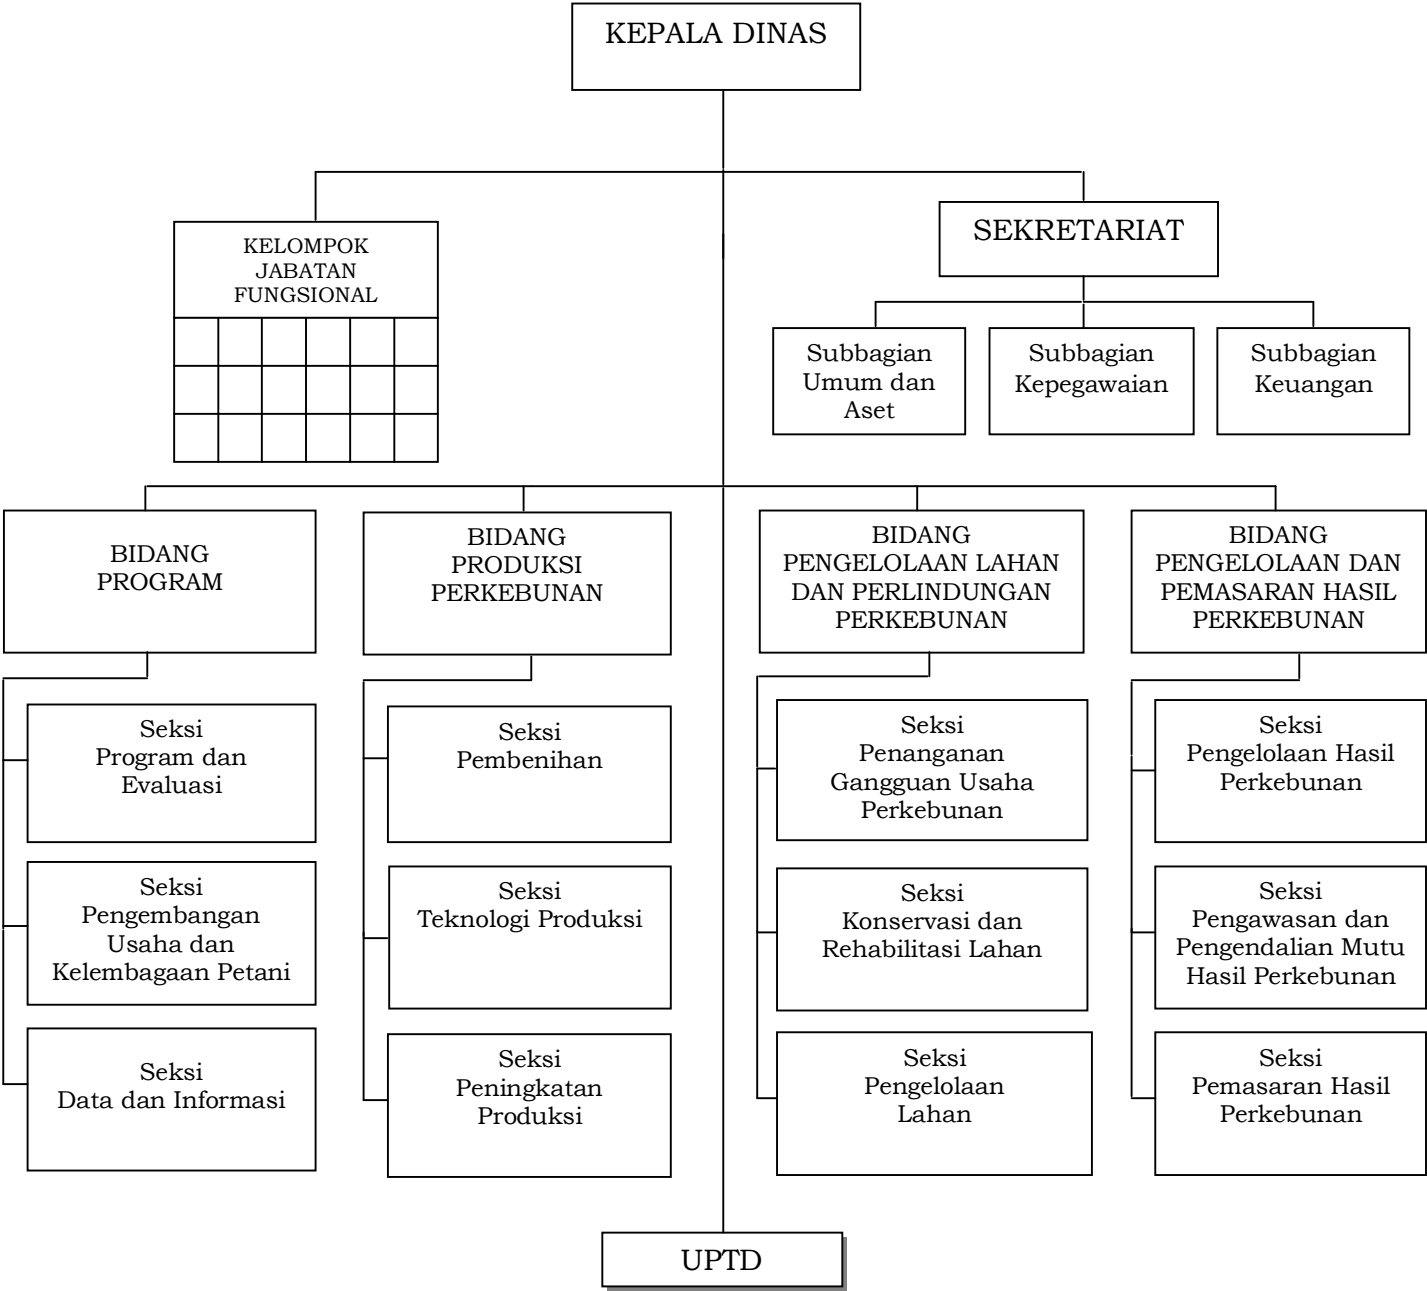 KEPALA DINAS
KELOMPOK
JABATAN
FUNGSIONAL
SEKRETARIAT
Subbagian
Umum dan
Aset
Subbagian
Kepegawaian
Subbagian
Keuangan
BIDANG
PROGRAM
BIDANG
PRODUKSI
PERKEBUNAN
BIDANG
PENGELOLAAN LAHAN
DAN PERLINDUNGAN
PERKEBUNAN
BIDANG
PENGELOLAAN DAN
PEMASARAN HASIL
PERKEBUNAN
Seksi
Program dan
Evaluasi
Seksi
Pembenihan
Seksi
Penanganan
Gangguan Usaha
Perkebunan
Seksi
Pengelolaan Hasil
Perkebunan
Seksi
Pengembangan
Usaha dan
Kelembagaan Petani
Seksi
Teknologi Produksi
Seksi
Konservasi dan
Rehabilitasi Lahan
Seksi
Pengawasan dan
Pengendalian Mutu
Hasil Perkebunan
Seksi
Data dan Informasi
Seksi
Peningkatan
Produksi
Seksi
Pengelolaan
Lahan
Seksi
Pemasaran Hasil
Perkebunan
UPTD